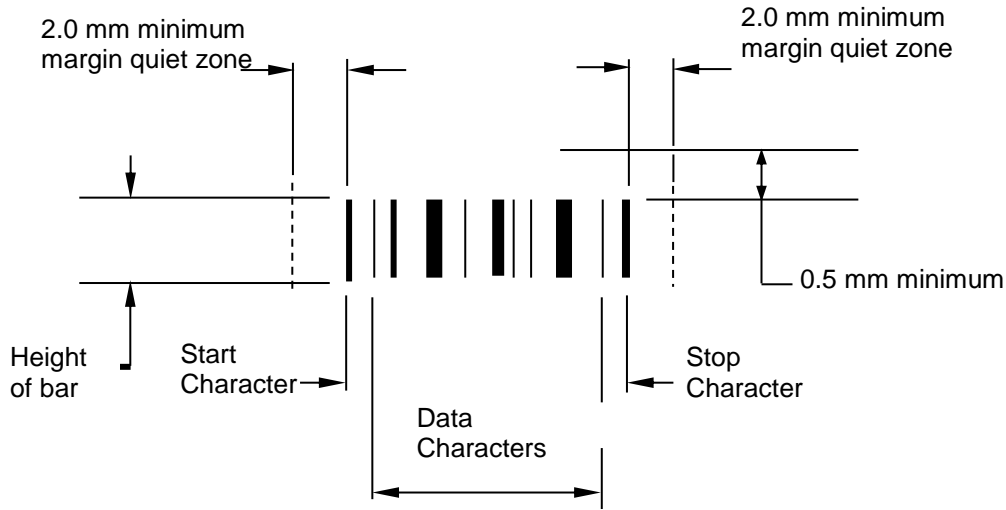 2.0 mm minimum
margin quiet zone
2.0 mm minimum
margin quiet zone
0.5 mm minimum
Height
of bar
Start
Character
Stop
Character
Data
Characters